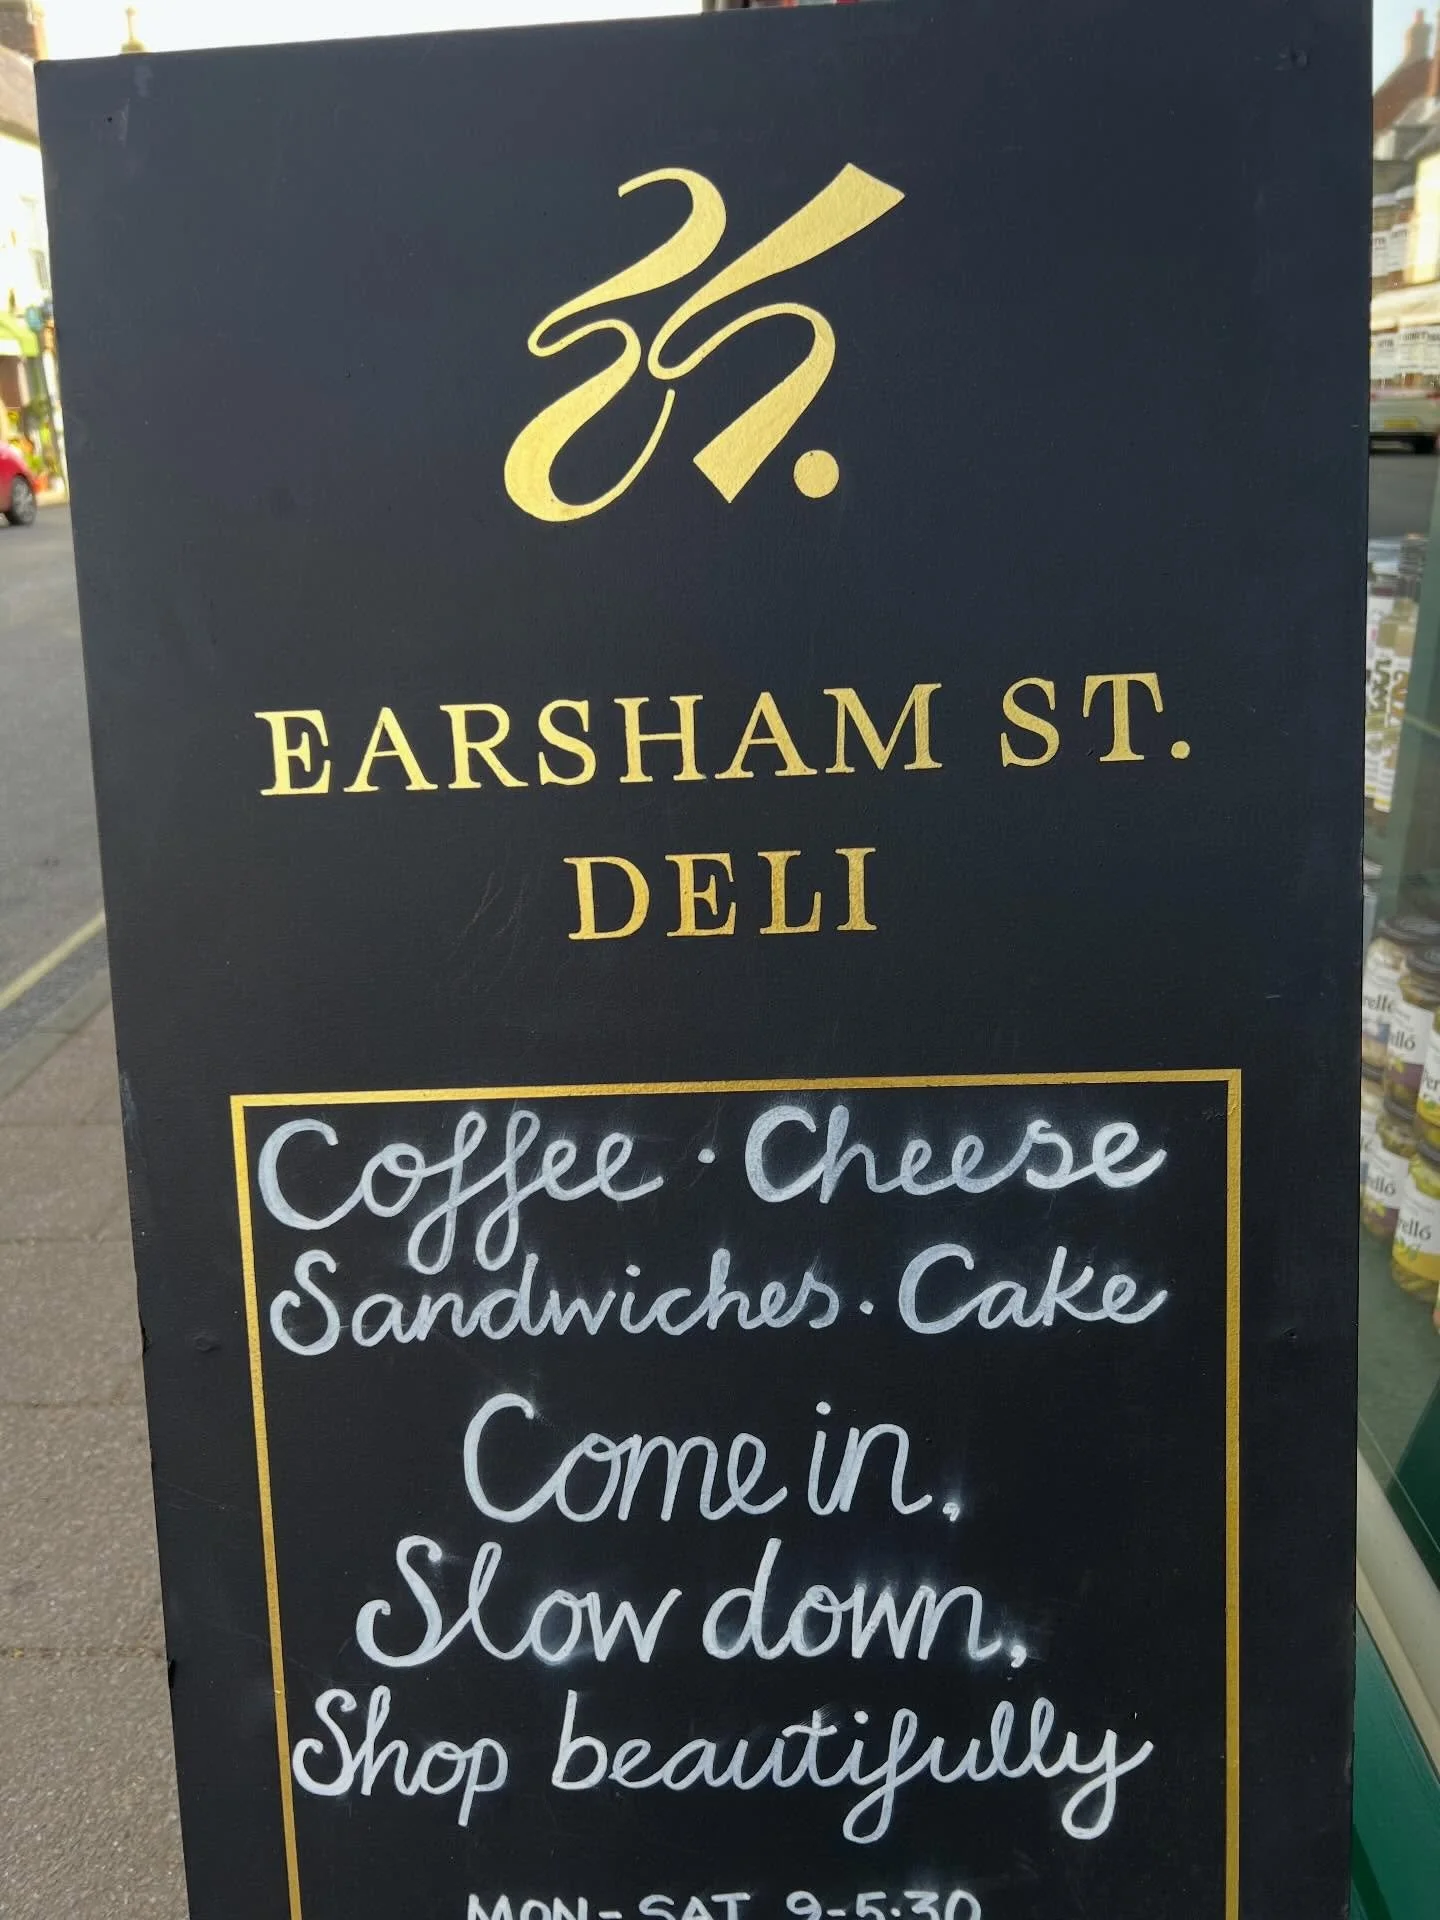 EARSHAM ST.
DELI
Coffee · Cheese
Sandwiches · Cake
Come in,
Slow down,
Shop beautifully
MON-SAT 9-5.30